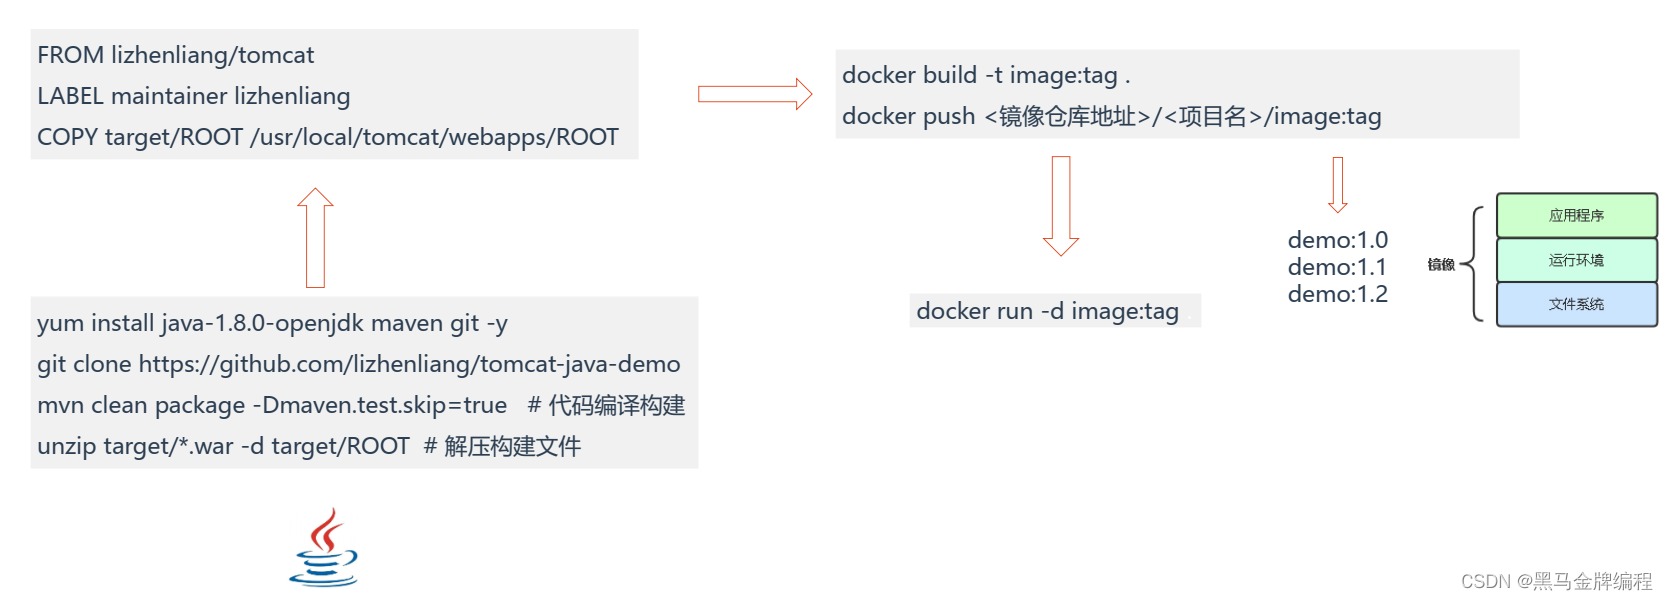 FROM lizhenliang/tomcat
LABEL maintainer lizhenliang
COPY target/ROOT /usr/local/tomcat/webapps/ROOT
docker build -t image:tag .
docker push <镜像仓库地址>/<项目名>/image:tag
yum install java-1.8.0-openjdk maven git -y
git clone https://github.com/lizhenliang/tomcat-java-demo
mvn clean package -Dmaven.test.skip=true # 代码编译构建
unzip target/*.war -d target/ROOT # 解压构建文件
docker run -d image:tag
demo:1.0
demo:1.1
demo:1.2
镜像
应用程序
运行环境
文件系统
CSDN @黑马金牌编程